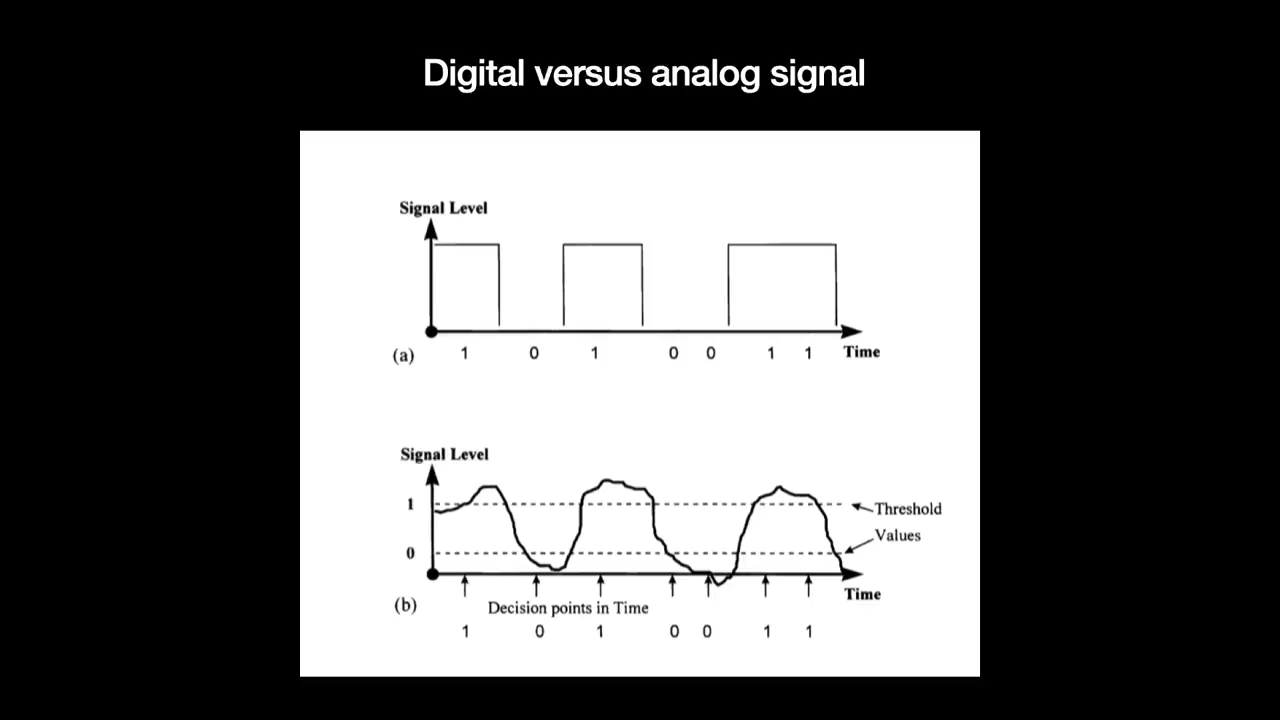 Digital versus analog signal
Signal Level
(a) 1 0 1 0 0 1 1 Time
Signal Level
1 Threshold
Values
0
Time
(b) Decision points in Time
1 0 1 0 0 1 1